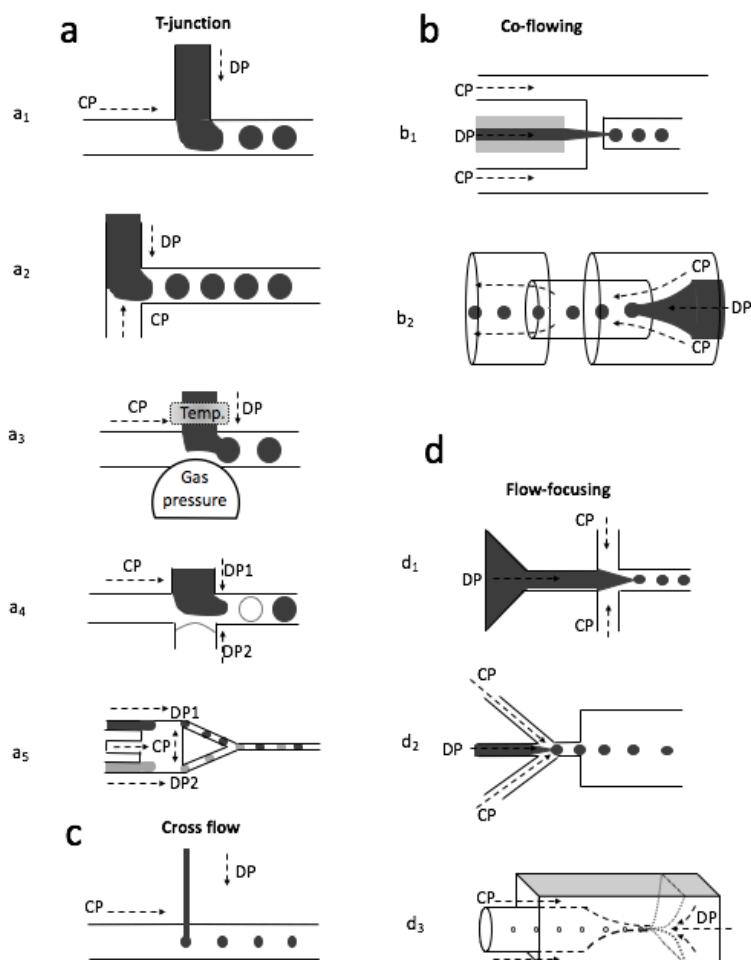 a
T-junction
DP
CP
a1
a2
DP
CP
a3
CP
Temp.
DP
Gas
pressure
a4
CP
DP1
DP2
a5
DP1
CP
DP2
c
Cross flow
DP
CP
b
Co-flowing
CP
b1
DP
CP
b2
CP
DP
CP
d
Flow-focusing
CP
d1
DP
CP
CP
d2
DP
CP
CP
d3
DP